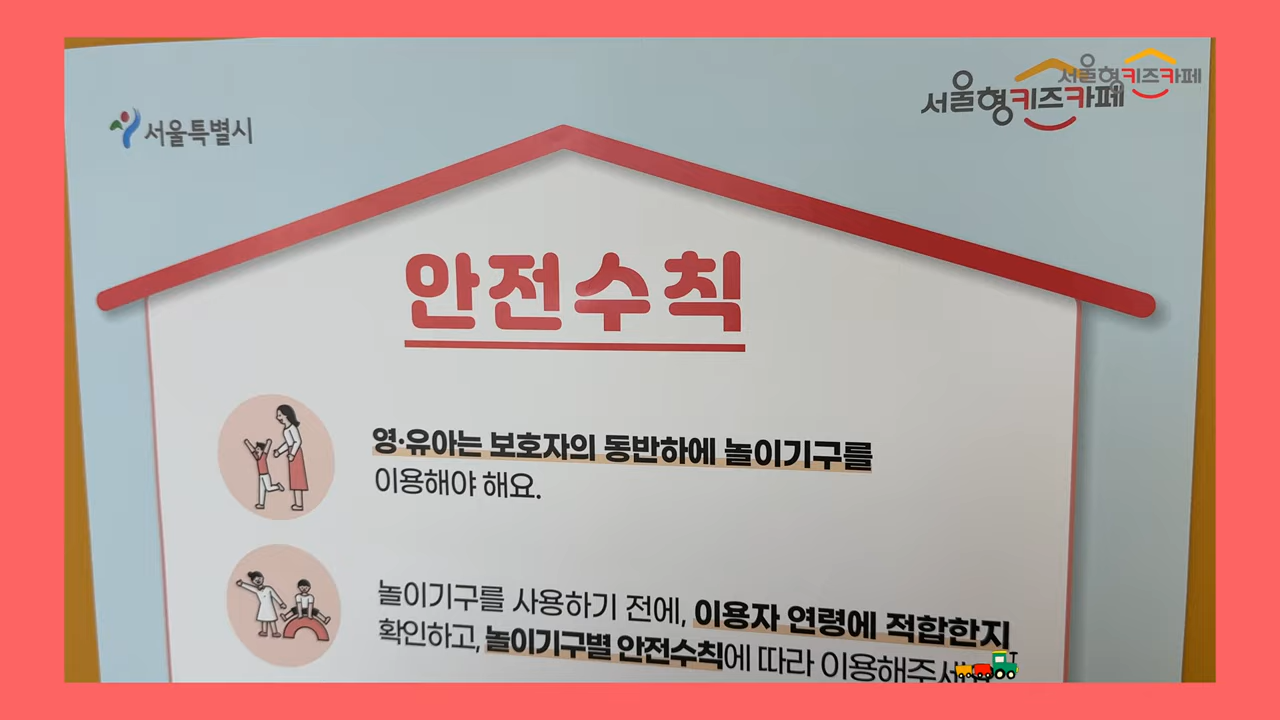 서울특별시
서울형키즈카페
서울형키즈카페
안전수칙
영·유아는 보호자의 동반하에 놀이기구를
이용해야 해요.
놀이기구를 사용하기 전에, 이용자 연령에 적합한지
확인하고, 놀이기구별 안전수칙에 따라 이용해주세요